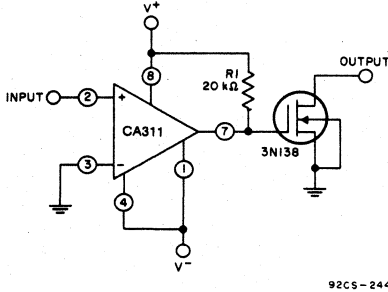 V+
OUTPUT
R1
20 kΩ
8
INPUT
2
+
CA311
7
3N138
3
−
1
4
V−
92CS-244